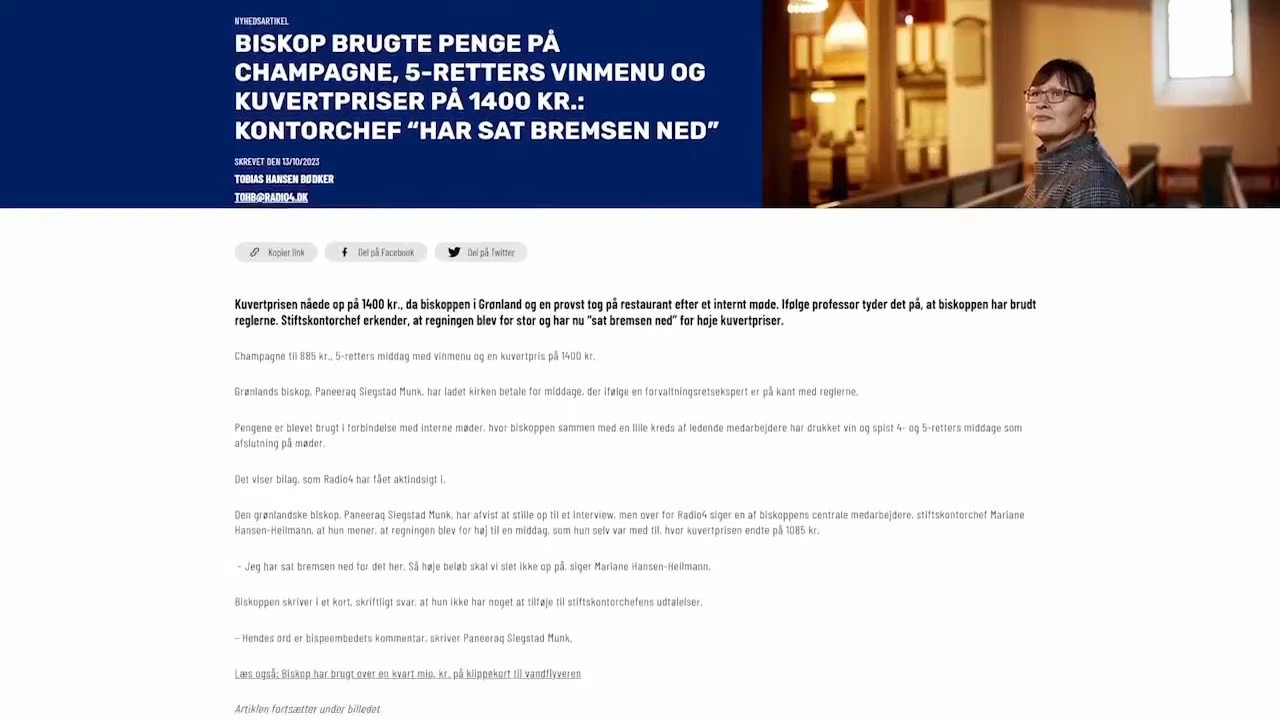 NYHEDSARTIKEL
BISKOP BRUGTE PENGE PÅ
CHAMPAGNE, 5-RETTERS VINMENU OG
KUVERTPRISER PÅ 1400 KR.:
KONTORCHEF “HAR SAT BREMSEN NED”
SKREVET DEN 13/10/2023
TOBIAS HANSEN BØDKER
TOHB@RADIO4.DK
Kopier link
Del på Facebook
Del på Twitter
Kuvertprisen nåede op på 1400 kr., da biskoppen i Grønland og en provst tog på restaurant efter et internt møde. Ifølge professor tyder det på, at biskoppen har brudt
reglerne. Stiftskontorchef erkender, at regningen blev for stor og har nu “sat bremsen ned” for høje kuvertpriser.
Champagne til 885 kr., 5-retters middag med vinmenu og en kuvertpris på 1400 kr.
Grønlands biskop, Paneeraq Siegstad Munk, har ladet kirken betale for middage, der ifølge en forvaltningsretsekspert er på kant med reglerne.
Pengene er blevet brugt i forbindelse med interne møder, hvor biskoppen sammen med en lille kreds af ledende medarbejdere har drukket vin og spist 4- og 5-retters middage som
afslutning på møder.
Det viser bilag, som Radio4 har fået aktindsigt i.
Den grønlandske biskop, Paneeraq Siegstad Munk, har afvist at stille op til et interview, men over for Radio4 siger en af biskoppens centrale medarbejdere, stiftskontorchef Mariane
Hansen-Heilmann, at hun mener, at regningen blev for høj til en middag, som hun selv var med til, hvor kuvertprisen endte på 1085 kr.
- Jeg har sat bremsen ned for det her. Så høje beløb skal vi slet ikke op på, siger Mariane Hansen-Heilmann.
Biskoppen skriver i et kort, skriftligt svar, at hun ikke har noget at tilføje til stiftskontorchefens udtalelser.
– Hendes ord er bispeembedets kommentar, skriver Paneeraq Siegstad Munk.
Læs også: Biskop har brugt over en kvart mio. kr. på klippekort til vandflyveren
Artiklen fortsætter under billedet